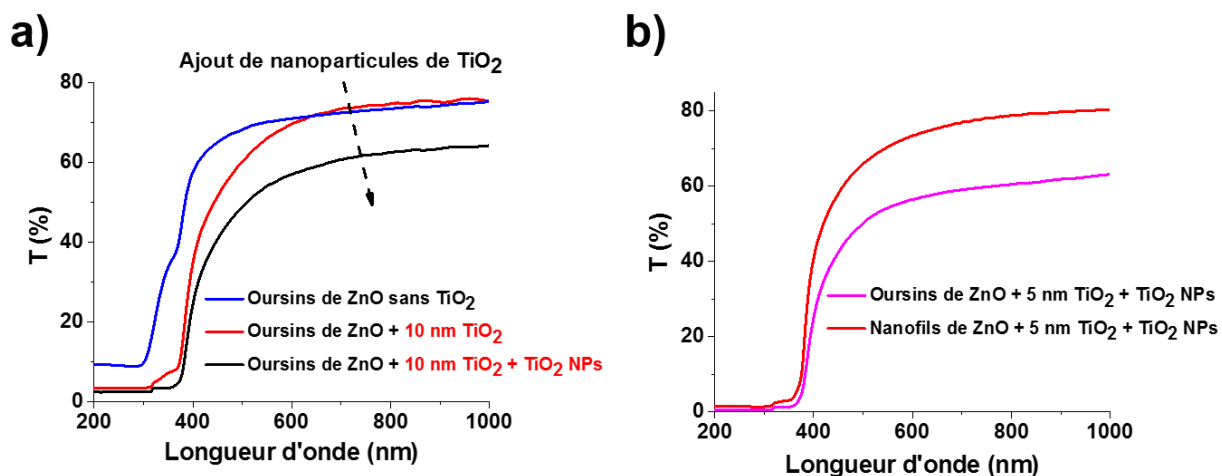 a)
Ajout de nanoparticules de TiO2
80
60
40
20
0
T (%)
Oursins de ZnO sans TiO2
Oursins de ZnO + 10 nm TiO2
Oursins de ZnO + 10 nm TiO2 + TiO2 NPs
200 400 600 800 1000
Longueur d'onde (nm)
b)
80
60
40
20
0
T (%)
Oursins de ZnO + 5 nm TiO2 + TiO2 NPs
Nanofils de ZnO + 5 nm TiO2 + TiO2 NPs
200 400 600 800 1000
Longueur d'onde (nm)